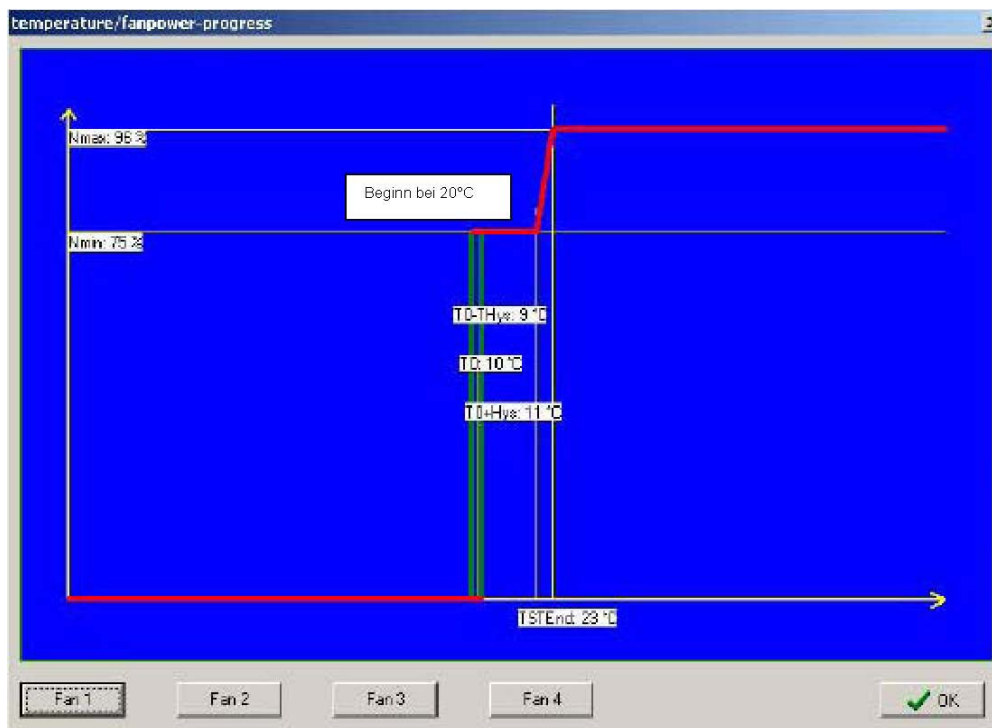 temperature/fanpower-progress
Nmax: 96 %
Beginn bei 20°C
Nmin: 75 %
T0-THys: 9 °C
T0: 10 °C
T0+Hys: 11 °C
TSTEnd: 23 °C
Fan 1
Fan 2
Fan 3
Fan 4
OK